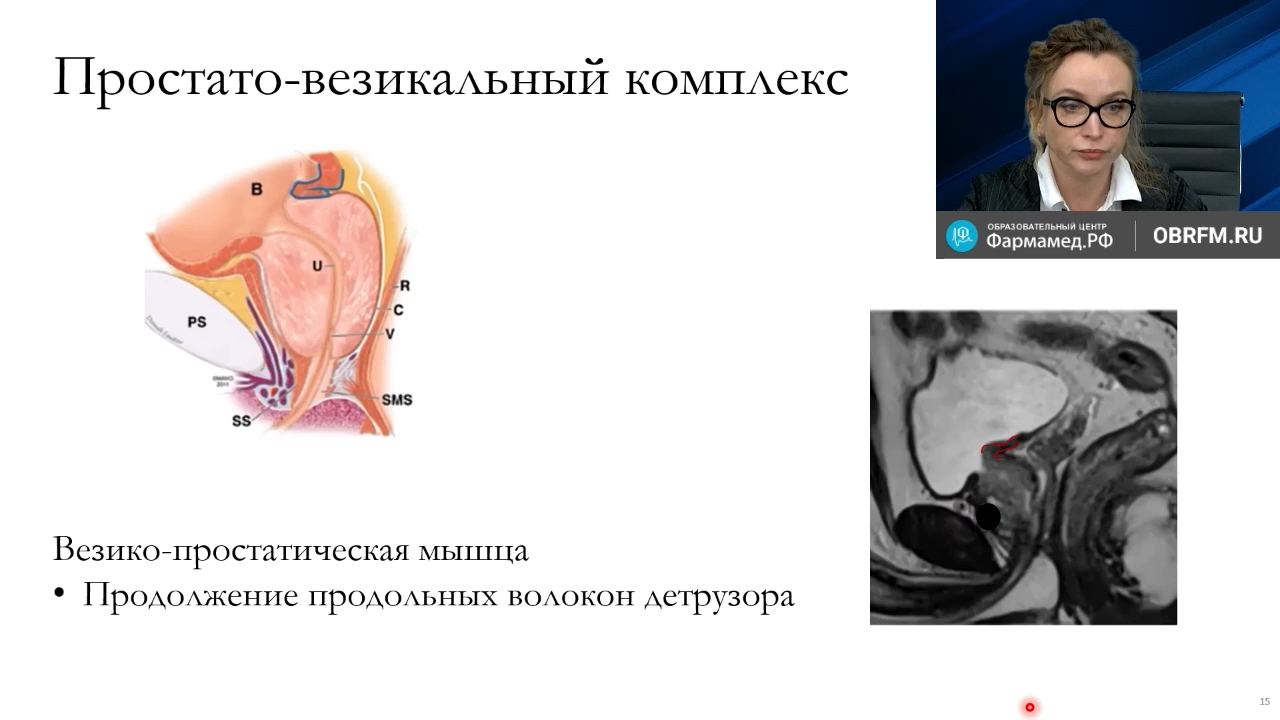 Простато-везикальный комплекс
ОБРАЗОВАТЕЛЬНЫЙ ЦЕНТР
Фармамед.РФ
OBRFM.RU
B
U
R
C
PS
V
SMS
SS
Везико-простатическая мышца
• Продолжение продольных волокон детрузора
15